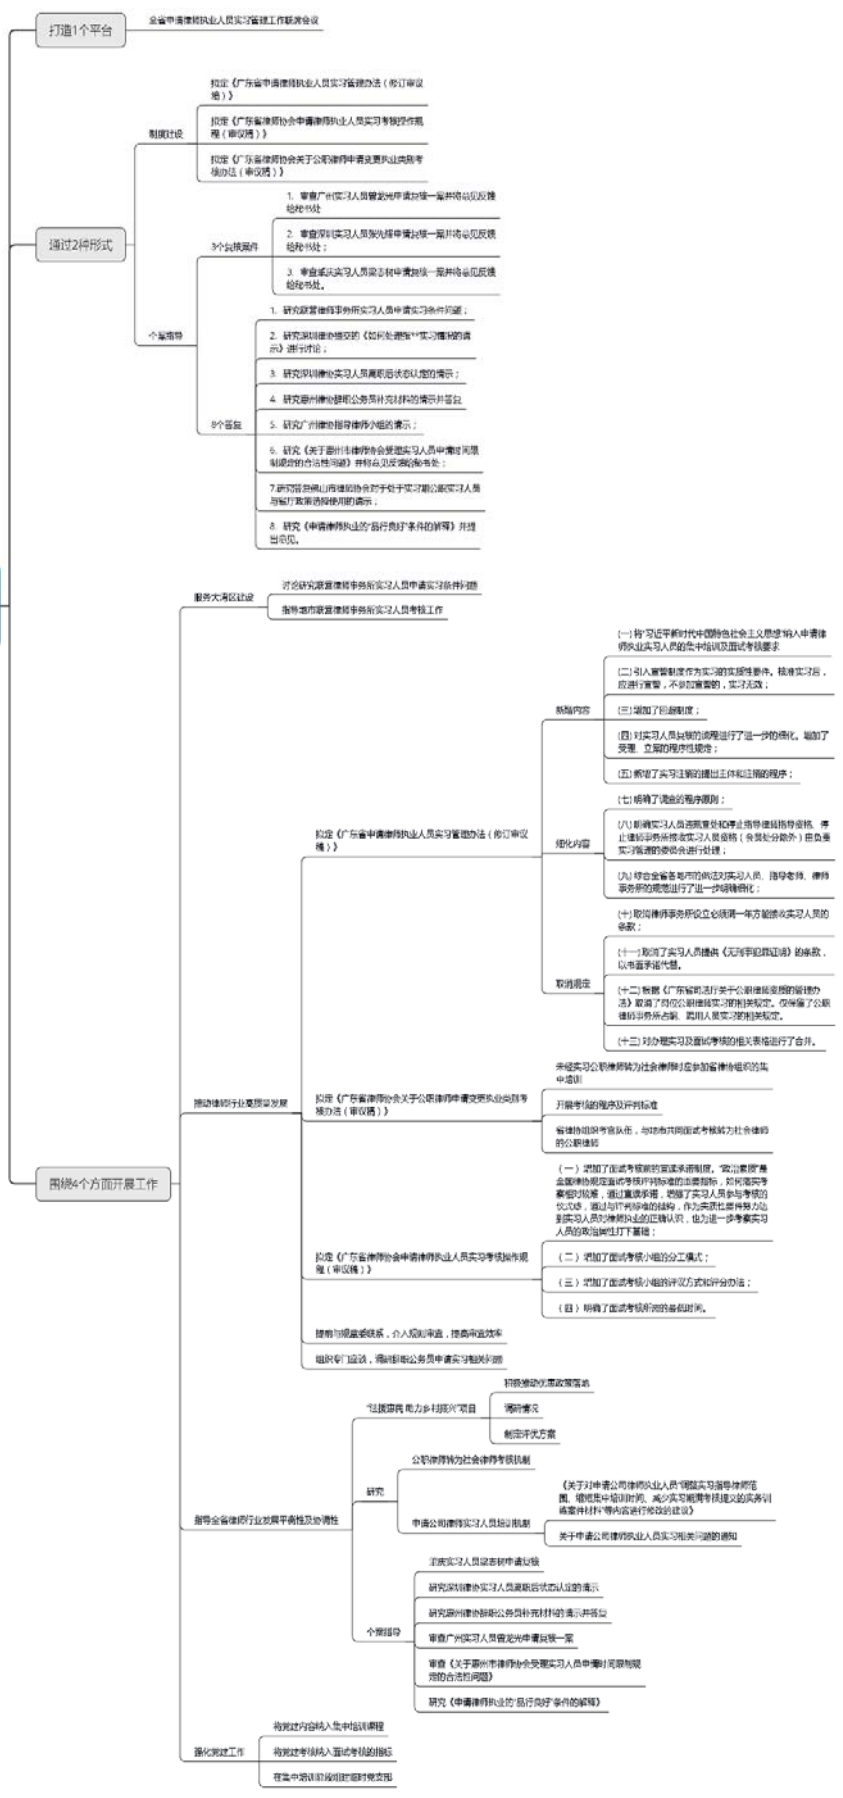 打造1个平台
全省申请律师执业人员实习管理工作联席会议
通过2种形式
制度建设
拟定《广东省申请律师执业人员实习管理办法（修订审议
稿）》
拟定《广东省律师协会申请律师执业人员实习考核操作规
程（审议稿）》
拟定《广东省律师协会关于公职律师申请变更执业类别考
核办法（审议稿）》
个案指导
3个复核案件
1、审查广州实习人员曾龙光申请复核一案并将意见反馈
给秘书处
2、审查深圳实习人员张先锋申请复核一案并将意见反馈
给秘书处；
3、审查肇庆实习人员梁志树申请复核一案并将意见反馈
给秘书处。
8个答复
1、研究联营律师事务所实习人员申请实习条件问题；
2、研究深圳律协提交的《如何处理张**实习情况的请
示》进行讨论；
3、研究深圳律协实习人员离职后状态认定的请示；
4、研究惠州律协辞职公务员补充材料的请示并答复
5、研究广州律协指导律师小组的请示；
6、研究《关于惠州市律师协会受理实习人员申请时间限
制规定的合法性问题》并将意见反馈给秘书处；
7.研究答复佛山市律师协会对于处于实习期公职实习人员
与省厅政策选择使用的请示；
8、研究《申请律师执业的“品行良好”条件的解释》并提
出意见。
围绕4个方面开展工作
服务大湾区建设
讨论研究联营律师事务所实习人员申请实习条件问题
指导地市联营律师事务所实习人员考核工作
推动律师行业高质量发展
拟定《广东省申请律师执业人员实习管理办法（修订审议
稿）》
新增内容
(一) 将“习近平新时代中国特色社会主义思想”纳入申请律
师执业实习人员的集中培训及面试考核要求
(二) 引入宣誓制度作为实习的实质性要件。核准实习后，
应进行宣誓，不参加宣誓的，实习无效；
(三) 增加了回避制度；
(四) 对实习人员复核的流程进行了进一步的细化。增加了
受理、立案的程序性规定；
(五) 新增了实习注销的提出主体和注销的程序；
细化内容
(七) 明确了调查的程序原则；
(八) 明确实习人员违规查处和停止指导律师指导资格、停
止律师事务所接收实习人员资格（会员处分除外）由负责
实习管理的委员会进行处理；
(九) 综合全省各地市的做法对实习人员、指导老师、律师
事务所的规范进行了进一步明确细化；
取消规定
(十) 取消律师事务所设立必须满一年方能接收实习人员的
条款；
(十一) 取消了实习人员提供《无刑事犯罪证明》的条款，
以书面承诺代替。
(十二) 根据《广东省司法厅关于公职律师资质的管理办
法》取消了岗位公职律师实习的相关规定。仅保留了公职
律师事务所占编、聘用人员实习的相关规定。
(十三) 对办理实习及面试考核的相关表格进行了合并。
拟定《广东省律师协会关于公职律师申请变更执业类别考
核办法（审议稿）》
未经实习公职律师转为社会律师时应参加省律协组织的集
中培训
开展考核的程序及评判标准
省律协组织考官队伍，与地市共同面试考核转为社会律师
的公职律师
拟定《广东省律师协会申请律师执业人员实习考核操作规
程（审议稿）》
（一）增加了面试考核前的宣读承诺制度。“政治素质”是
全国律协规定面试考核评判标准的重要指标，如何落实考
察相对较难，通过宣读承诺，增强了实习人员参与考核的
仪式感，通过与评判标准的结构，作为实质性要件努力达
到实习人员对律师执业的正确认识，也为进一步考察实习
人员的政治属性打下基础；
（二）增加了面试考核小组的分工模式；
（三）增加了面试考核小组的评议方式和评分办法；
（四）明确了面试考核所需的最低时间。
提前与规章委联系，介入规则审查，提高审查效率
组织专门座谈，调研辞职公务员申请实习相关问题
指导全省律师行业发展平衡性及协调性
“法援惠民 助力乡村振兴”项目
积极推动优惠政策落地
调研情况
制定评优方案
研究
公职律师转为社会律师考核机制
申请公司律师实习人员培训机制
《关于对申请公司律师执业人员“调整实习指导律师范
围、缩短集中培训时间、减少实习期满考核提交的实务训
练案件材料”等内容进行修改的建议》
关于申请公司律师执业人员实习相关问题的通知
个案指导
肇庆实习人员梁志树申请复核
研究深圳律协实习人员离职后状态认定的请示
研究惠州律协辞职公务员补充材料的请示并答复
审查广州实习人员曾龙光申请复核一案
审查《关于惠州市律师协会受理实习人员申请时间限制规
定的合法性问题》
研究《申请律师执业的“品行良好”条件的解释》
强化党建工作
将党建内容纳入集中培训课程
将党建考核纳入面试考核的指标
在集中培训阶段组建临时党支部